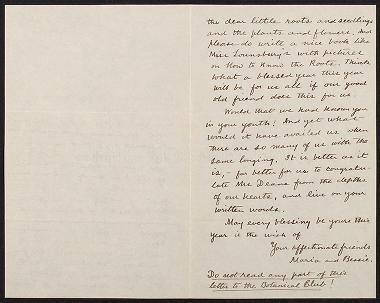 the dear little roots and seedlings
and the plants and flowers. And
please do write a nice book like
Miss Lounsbury's with pictures
on How to Know the Roots. Think
what a blessed year this year
will be for us all if our good
old friend does this for us.
Would that we had known you
in your youth! And yet what
would it have availed us when
there are so many of us with the
same longing. It is better as it
is, - far better for us to congratu-
late Mrs Deane from the depths
of our hearts, and live on your
written words.
May every blessing be yours this
year is the wish of
Your affectionate friends
Maria and Bessie.
Do not read any part of this
letter to the Botanical Club!